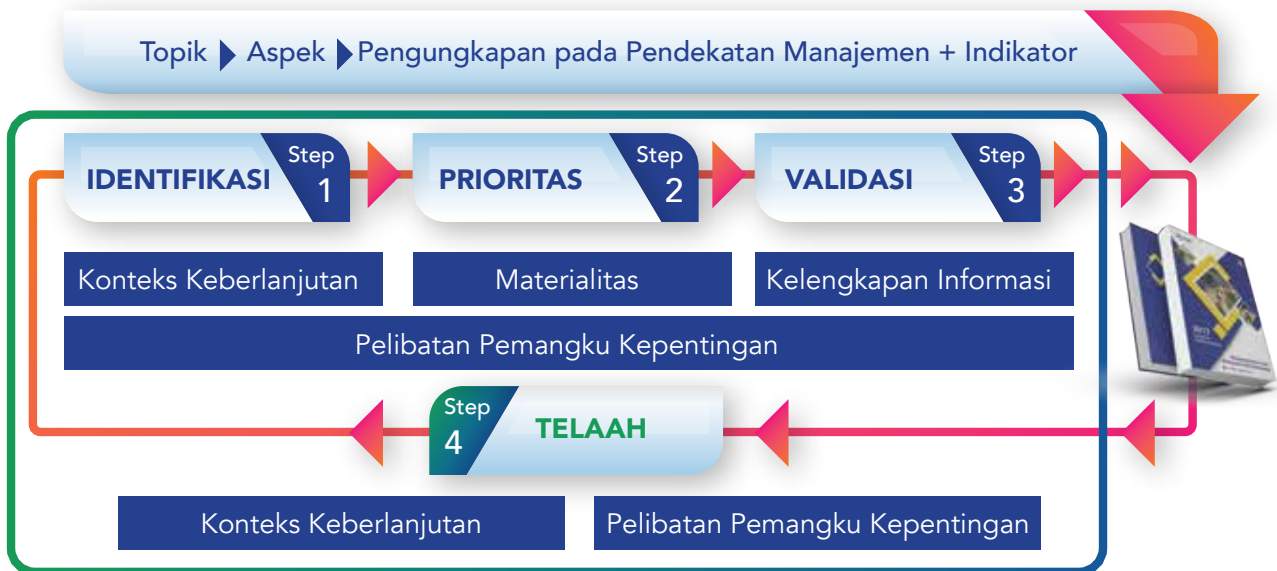 Topik Aspek Pengungkapan pada Pendekatan Manajemen + Indikator
IDENTIFIKASI
Step
1
PRIORITAS
Step
2
VALIDASI
Step
3
Konteks Keberlanjutan
Materialitas
Kelengkapan Informasi
Pelibatan Pemangku Kepentingan
Step
4
TELAAH
Konteks Keberlanjutan
Pelibatan Pemangku Kepentingan